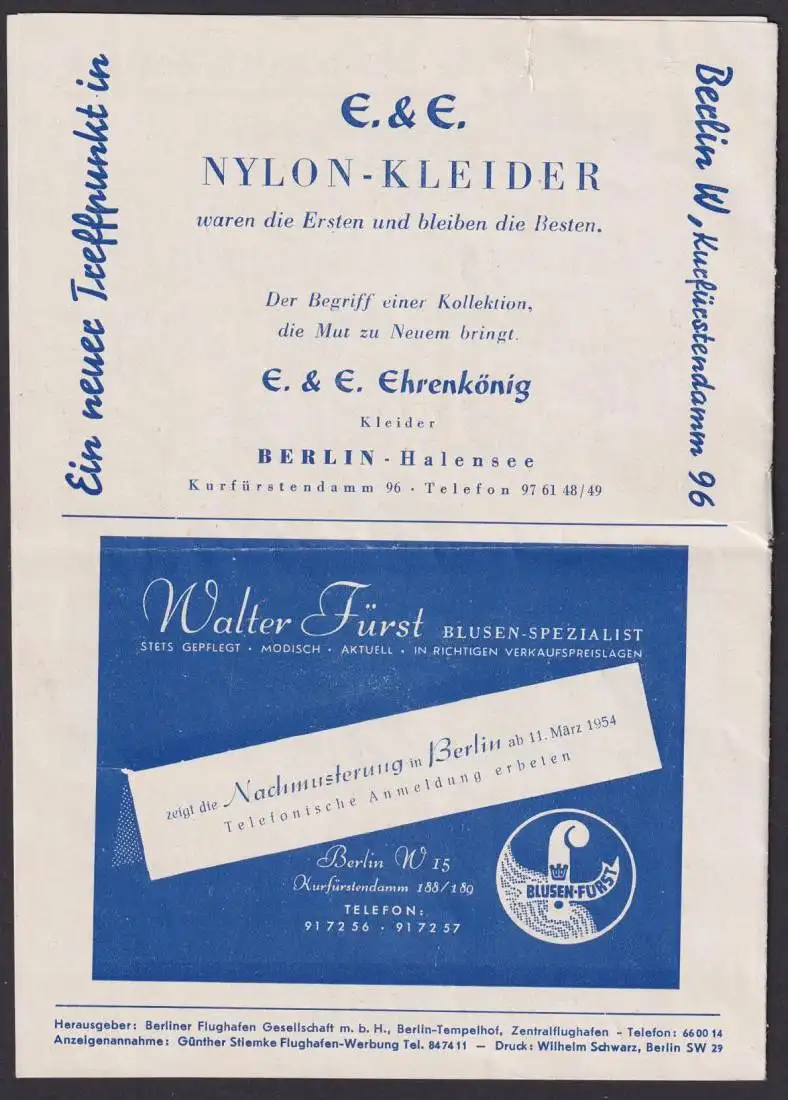 Ein neuer Treffpunkt in
Berlin W, Kurfürstendamm 96
E. & E.
NYLON-KLEIDER
waren die Ersten und bleiben die Besten.
Der Begriff einer Kollektion,
die Mut zu Neuem bringt.
E. & E. Ehrenkönig
Kleider
BERLIN - Halensee
Kurfürstendamm 96 · Telefon 97 61 48/49
Walter Fürst BLUSEN-SPEZIALIST
STETS GEPFLEGT · MODISCH · AKTUELL · IN RICHTIGEN VERKAUFSPREISLAGEN
zeigt die Nachmusterung in Berlin ab 11. März 1954
Telefonische Anmeldung erbeten
Berlin W 15
Kurfürstendamm 188/189
TELEFON:
91 72 56 · 91 72 57
BLUSEN-FÜRST
Herausgeber: Berliner Flughafen Gesellschaft m. b. H., Berlin-Tempelhof, Zentralflughafen - Telefon: 66 00 14
Anzeigenannahme: Günther Stiemke Flughafen-Werbung Tel. 84 74 11 — Druck: Wilhelm Schwarz, Berlin SW 29